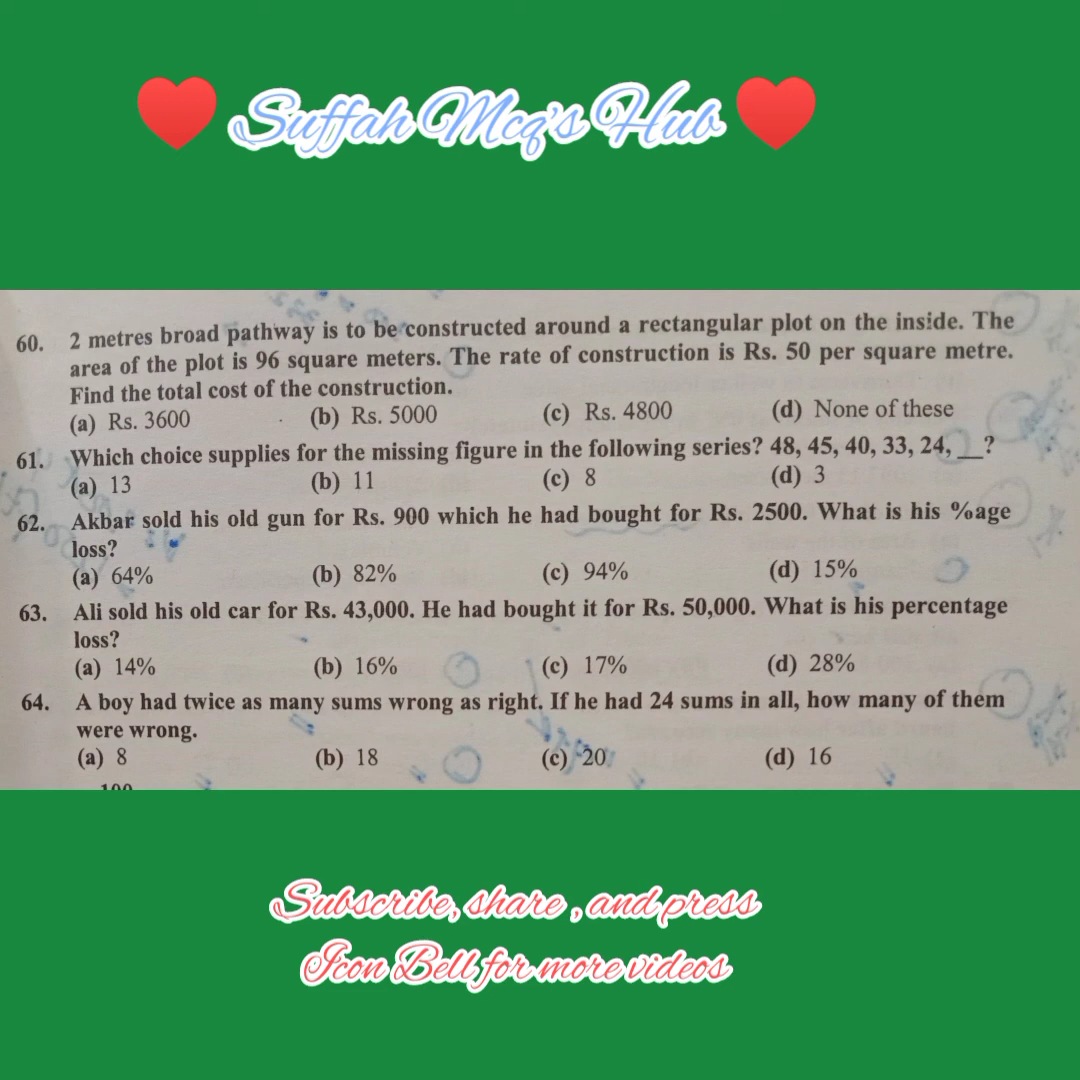 Suffah Mcq's Hub
60. 2 metres broad pathway is to be constructed around a rectangular plot on the inside. The
area of the plot is 96 square meters. The rate of construction is Rs. 50 per square metre.
Find the total cost of the construction.
(a) Rs. 3600 (b) Rs. 5000 (c) Rs. 4800 (d) None of these
61. Which choice supplies for the missing figure in the following series? 48, 45, 40, 33, 24, __?
(a) 13 (b) 11 (c) 8 (d) 3
62. Akbar sold his old gun for Rs. 900 which he had bought for Rs. 2500. What is his %age
loss?
(a) 64% (b) 82% (c) 94% (d) 15%
63. Ali sold his old car for Rs. 43,000. He had bought it for Rs. 50,000. What is his percentage
loss?
(a) 14% (b) 16% (c) 17% (d) 28%
64. A boy had twice as many sums wrong as right. If he had 24 sums in all, how many of them
were wrong.
(a) 8 (b) 18 (c) 20 (d) 16
Subscribe, share , and press
Icon Bell for more videos